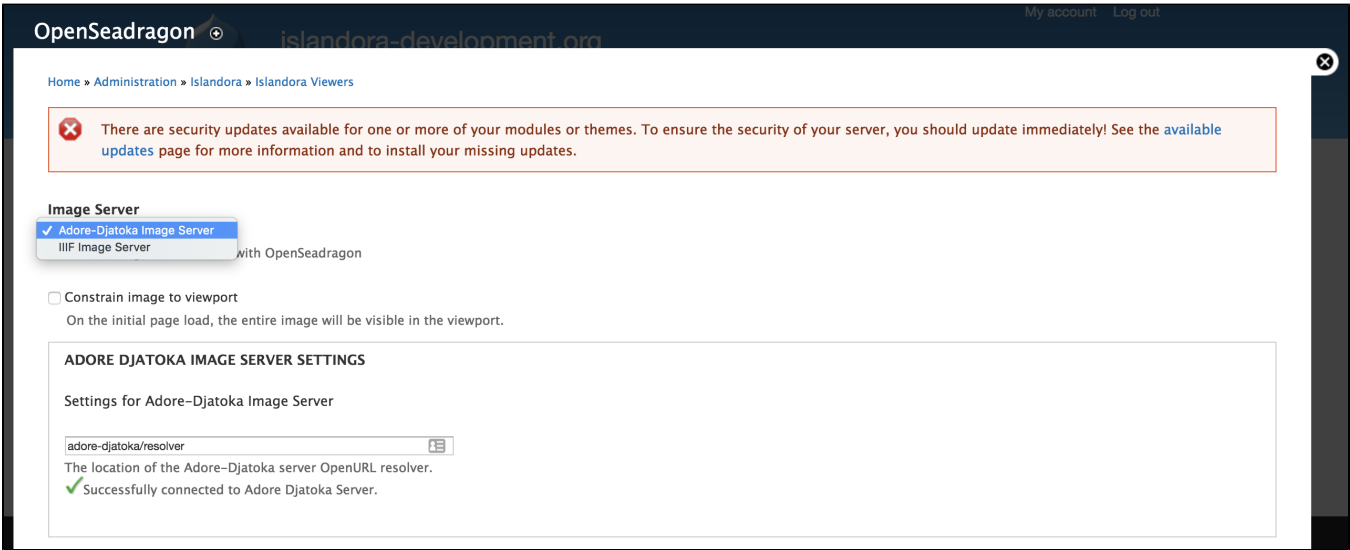 My account Log out
OpenSeadragon
islandora-development.org
Home » Administration » Islandora » Islandora Viewers
There are security updates available for one or more of your modules or themes. To ensure the security of your server, you should update immediately! See the available
updates page for more information and to install your missing updates.
Image Server
✓ Adore-Djatoka Image Server
IIIF Image Server
with OpenSeadragon
Constrain image to viewport
On the initial page load, the entire image will be visible in the viewport.
ADORE DJATOKA IMAGE SERVER SETTINGS
Settings for Adore-Djatoka Image Server
adore-djatoka/resolver
The location of the Adore-Djatoka server OpenURL resolver.
Successfully connected to Adore Djatoka Server.